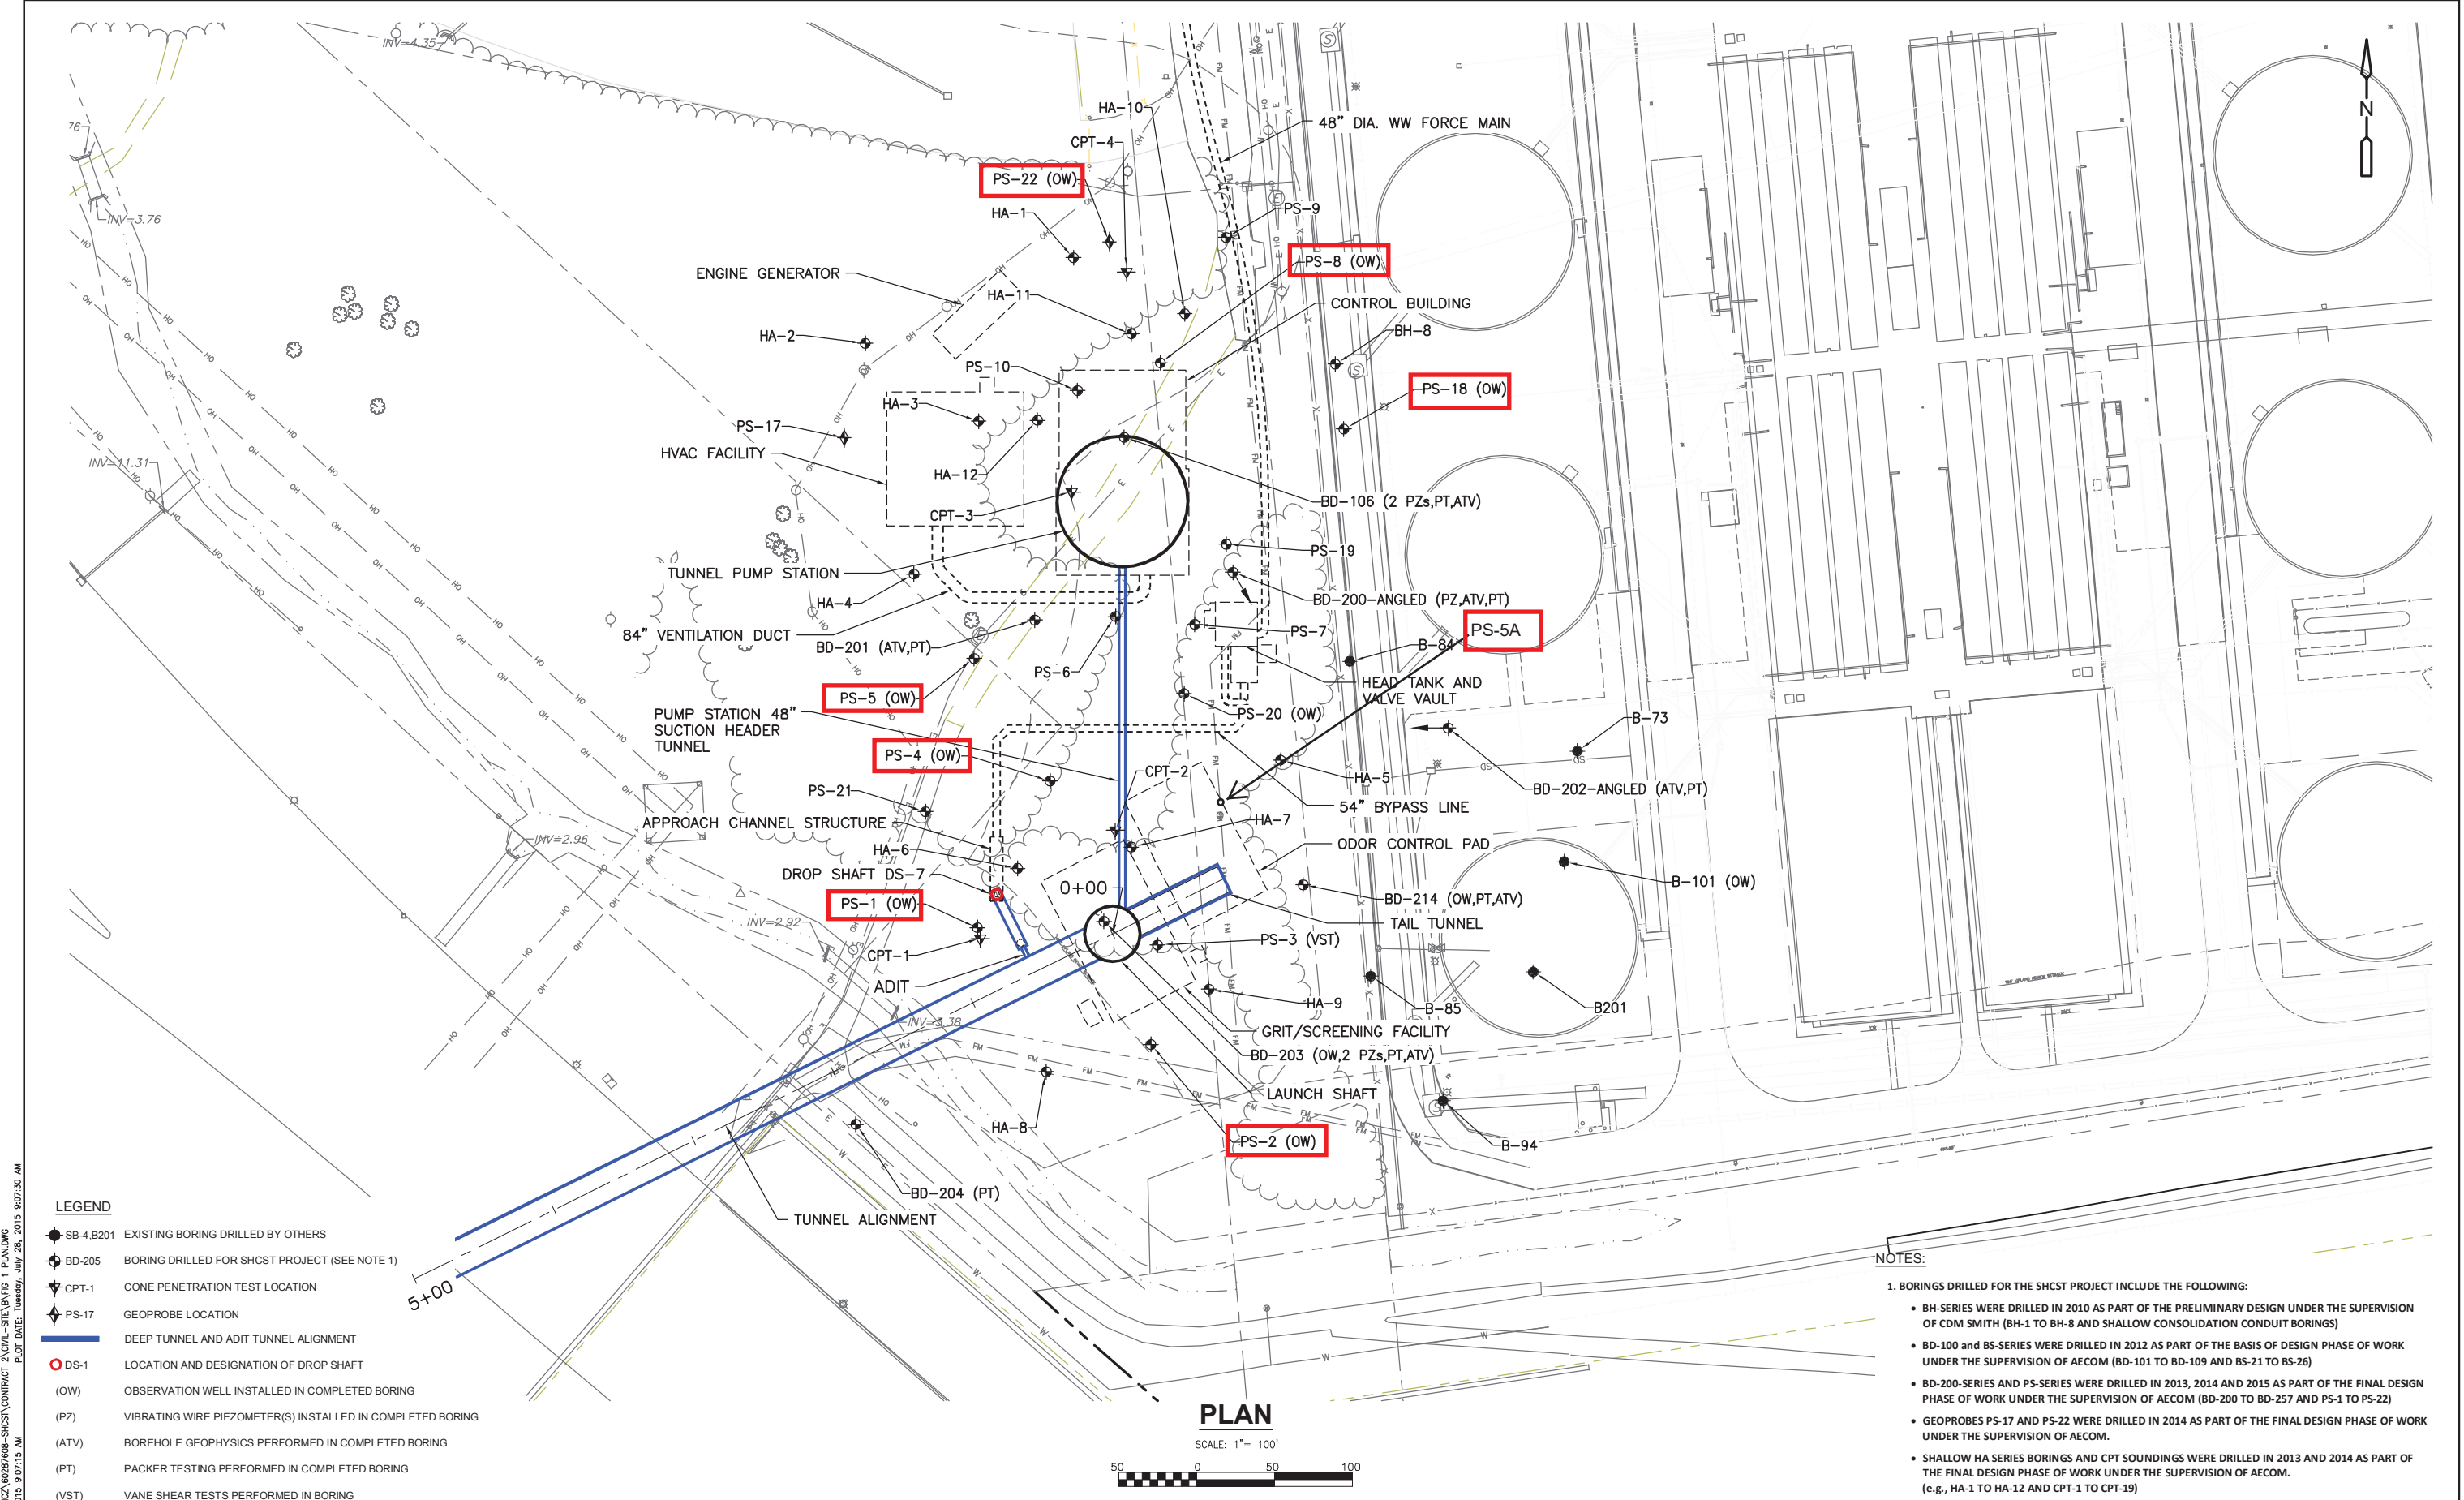 INV=4.35
HA-10
48" DIA. WW FORCE MAIN
CPT-4
N
76
PS-22 (OW)
HA-1
PS-9
INV=3.76
PS-8 (OW)
ENGINE GENERATOR
HA-11
CONTROL BUILDING
HA-2
BH-8
PS-10
PS-18 (OW)
HA-3
PS-17
HVAC FACILITY
INV=11.31
HA-12
BD-106 (2 PZs,PT,ATV)
CPT-3
PS-19
TUNNEL PUMP STATION
HA-4
BD-200-ANGLED (PZ,ATV,PT)
84" VENTILATION DUCT
PS-7
PS-5A
BD-201 (ATV,PT)
B-84
PS-6
HEAD TANK AND
VALVE VAULT
PS-5 (OW)
PUMP STATION 48"
SUCTION HEADER
TUNNEL
PS-20 (OW)
B-73
PS-4 (OW)
CPT-2
HA-5
BD-202-ANGLED (ATV,PT)
PS-21
54" BYPASS LINE
APPROACH CHANNEL STRUCTURE
HA-7
INV=2.96
HA-6
ODOR CONTROL PAD
DROP SHAFT DS-7
0+00
B-101 (OW)
PS-1 (OW)
BD-214 (OW,PT,ATV)
INV=2.92
TAIL TUNNEL
PS-3 (VST)
CPT-1
ADIT
HA-9
B-85
B201
INV=3.38
GRIT/SCREENING FACILITY
BD-203 (OW,2 PZs,PT,ATV)
LAUNCH SHAFT
HA-8
PS-2 (OW)
B-94
BD-204 (PT)
TUNNEL ALIGNMENT
5+00
LEGEND
SB-4,B201 EXISTING BORING DRILLED BY OTHERS
BD-205 BORING DRILLED FOR SHCST PROJECT (SEE NOTE 1)
CPT-1 CONE PENETRATION TEST LOCATION
PS-17 GEOPROBE LOCATION
DEEP TUNNEL AND ADIT TUNNEL ALIGNMENT
DS-1 LOCATION AND DESIGNATION OF DROP SHAFT
(OW) OBSERVATION WELL INSTALLED IN COMPLETED BORING
(PZ) VIBRATING WIRE PIEZOMETER(S) INSTALLED IN COMPLETED BORING
(ATV) BOREHOLE GEOPHYSICS PERFORMED IN COMPLETED BORING
(PT) PACKER TESTING PERFORMED IN COMPLETED BORING
(VST) VANE SHEAR TESTS PERFORMED IN BORING
PLAN
SCALE: 1"= 100'
50 0 50 100
NOTES:
1. BORINGS DRILLED FOR THE SHCST PROJECT INCLUDE THE FOLLOWING:
• BH-SERIES WERE DRILLED IN 2010 AS PART OF THE PRELIMINARY DESIGN UNDER THE SUPERVISION
OF CDM SMITH (BH-1 TO BH-8 AND SHALLOW CONSOLIDATION CONDUIT BORINGS)
• BD-100 and BS-SERIES WERE DRILLED IN 2012 AS PART OF THE BASIS OF DESIGN PHASE OF WORK
UNDER THE SUPERVISION OF AECOM (BD-101 TO BD-109 AND BS-21 TO BS-26)
• BD-200-SERIES AND PS-SERIES WERE DRILLED IN 2013, 2014 AND 2015 AS PART OF THE FINAL DESIGN
PHASE OF WORK UNDER THE SUPERVISION OF AECOM (BD-200 TO BD-257 AND PS-1 TO PS-22)
• GEOPROBES PS-17 AND PS-22 WERE DRILLED IN 2014 AS PART OF THE FINAL DESIGN PHASE OF WORK
UNDER THE SUPERVISION OF AECOM.
• SHALLOW HA SERIES BORINGS AND CPT SOUNDINGS WERE DRILLED IN 2013 AND 2014 AS PART OF
THE FINAL DESIGN PHASE OF WORK UNDER THE SUPERVISION OF AECOM.
(e.g., HA-1 TO HA-12 AND CPT-1 TO CPT-19)
PLOT DATE: Tuesday, July 28, 2015 9:07:30 AM